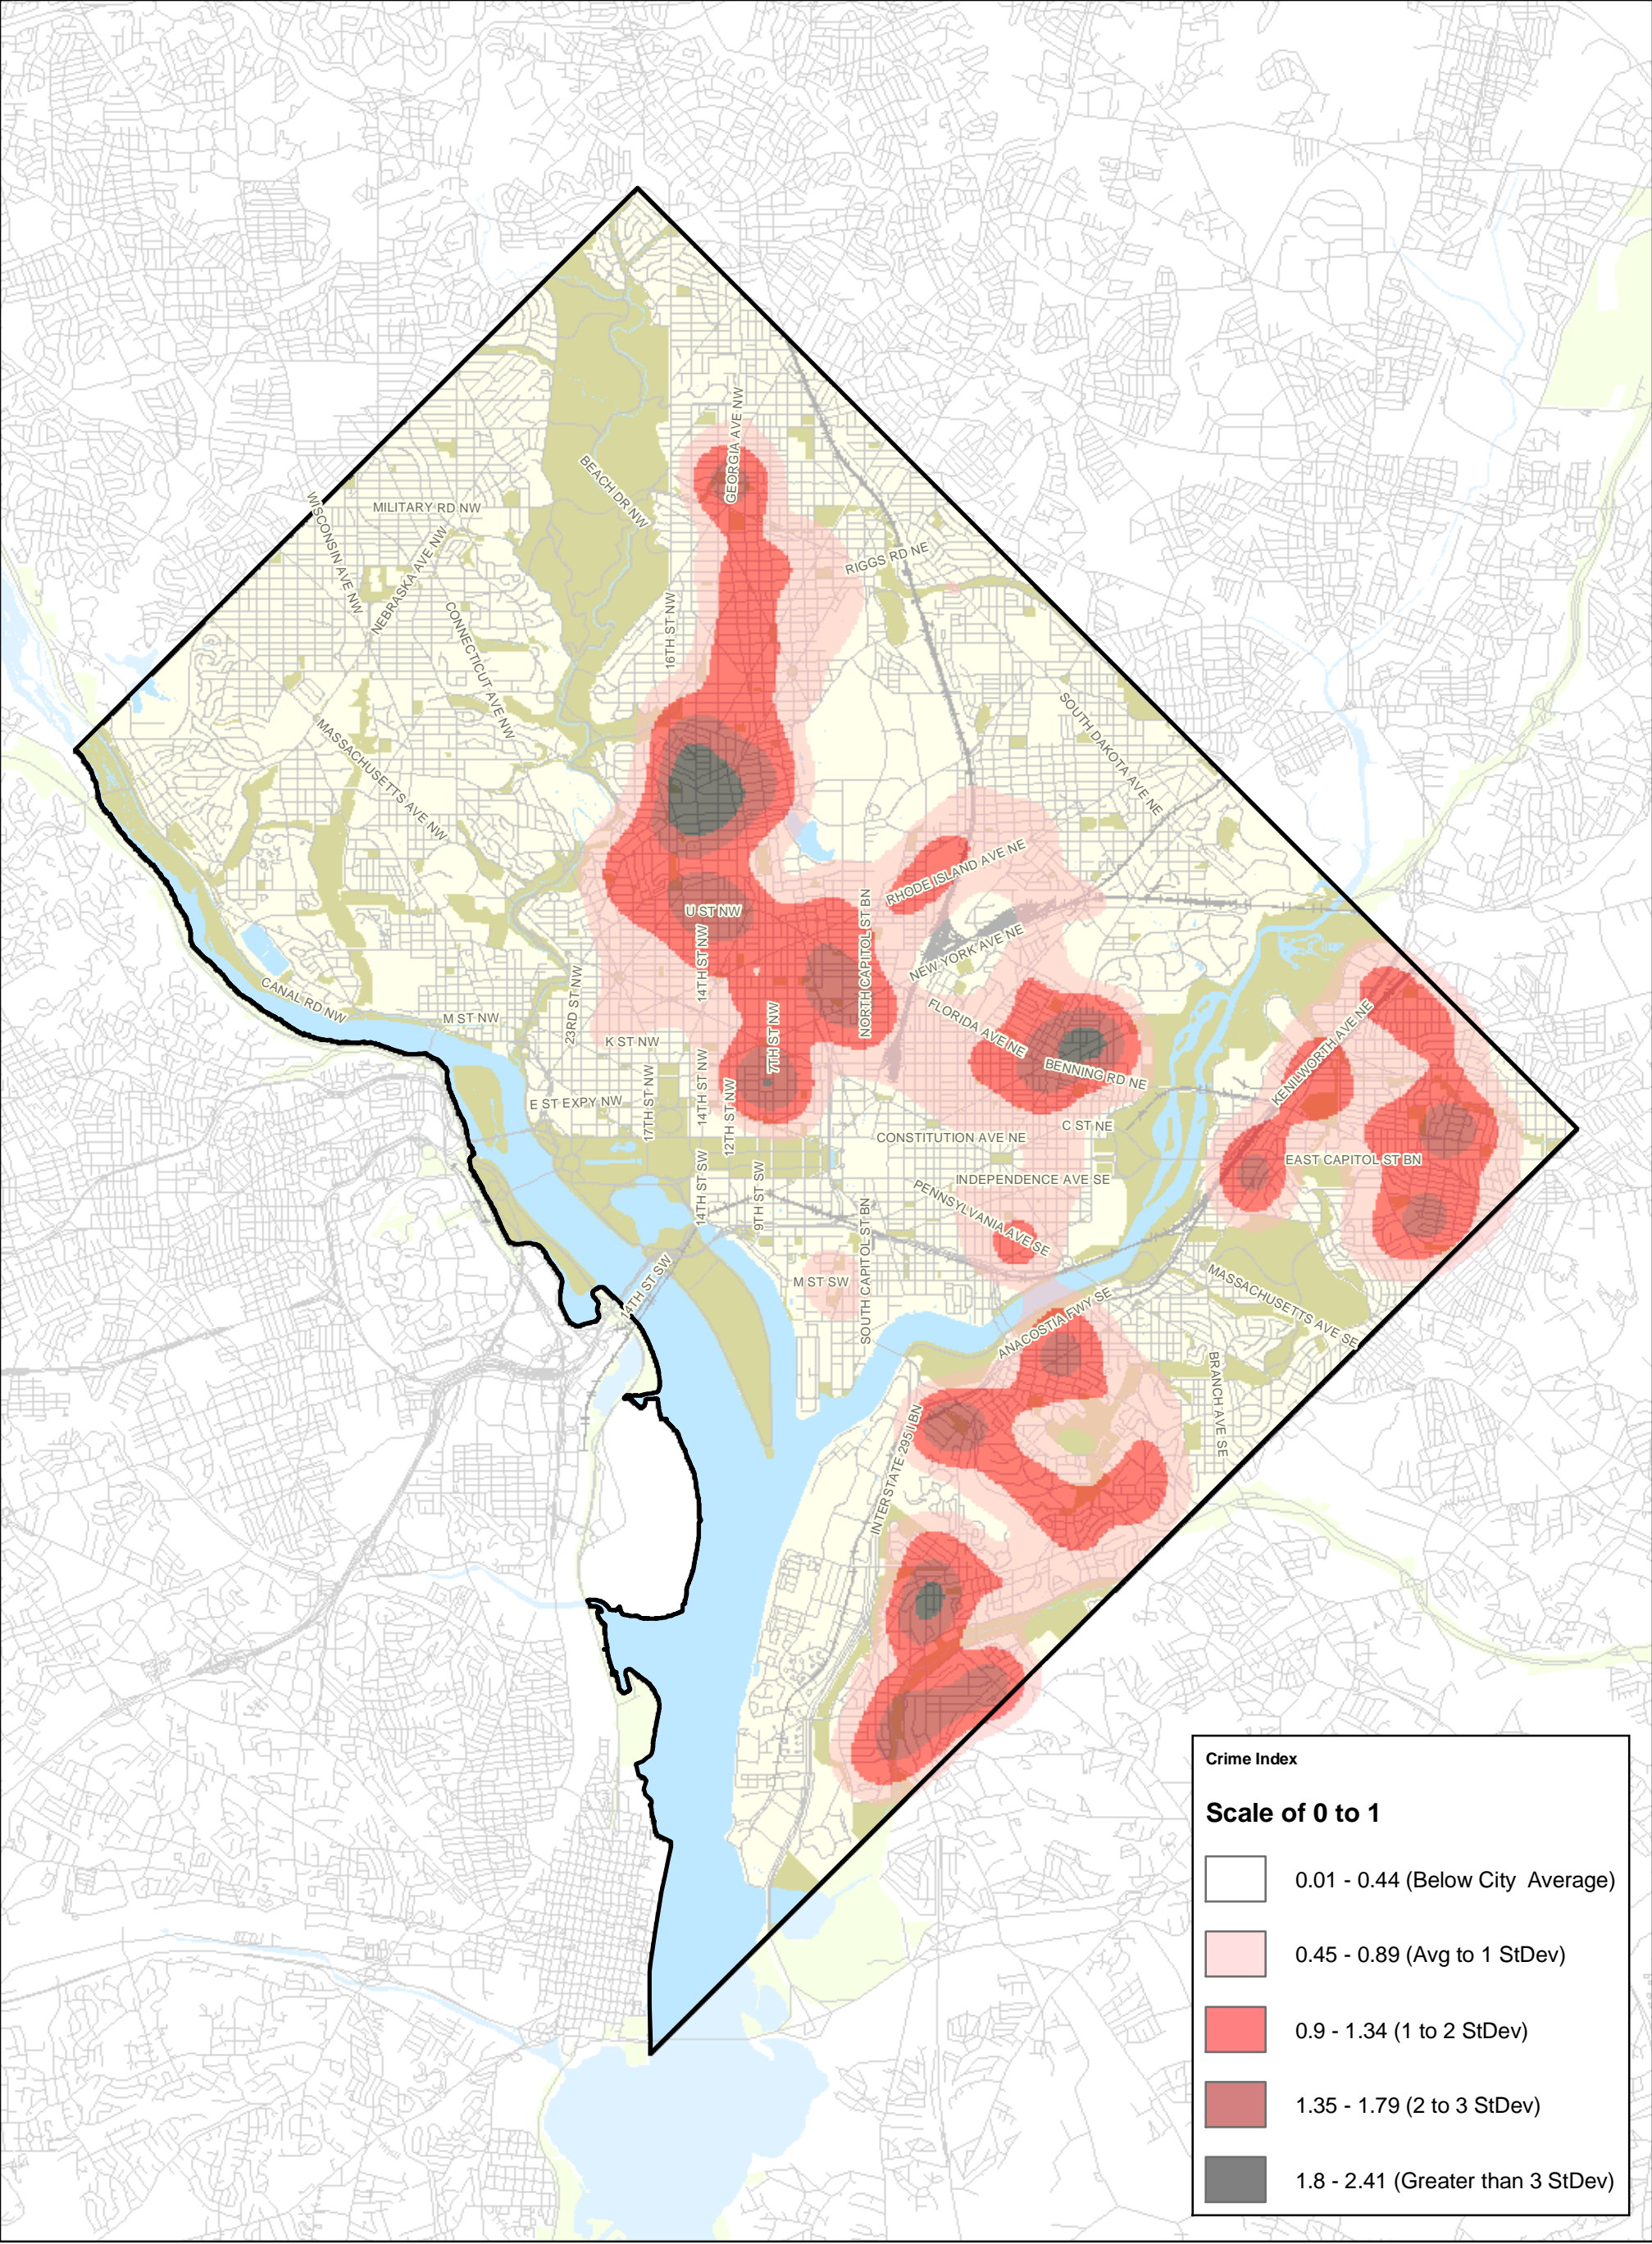 GEORGIA AVE NW
WISCONSIN AVE NW
MILITARY RD NW
BEACH DR NW
NEBRASKA AVE NW
RIGGS RD NE
CONNECTICUT AVE NW
16TH ST NW
SOUTH DAKOTA AVE NE
MASSACHUSETTS AVE NW
RHODE ISLAND AVE NE
U ST NW
NORTH CAPITOL ST BN
14TH ST NW
NEW YORK AVE NE
CANAL RD NW
M ST NW
23RD ST NW
K ST NW
7TH ST NW
FLORIDA AVE NE
BENNING RD NE
KENILWORTH AVE NE
E ST EXPY NW
17TH ST NW
14TH ST NW
12TH ST NW
C ST NE
CONSTITUTION AVE NE
EAST CAPITOL ST BN
14TH ST SW
9TH ST SW
INDEPENDENCE AVE SE
PENNSYLVANIA AVE SE
SOUTH CAPITOL ST BN
M ST SW
14TH ST SW
MASSACHUSETTS AVE SE
ANACOSTIA FWY SE
BRANCH AVE SE
INTERSTATE 295 I BN
Crime Index
Scale of 0 to 1
0.01 - 0.44 (Below City  Average)
0.45 - 0.89 (Avg to 1 StDev)
0.9 - 1.34 (1 to 2 StDev)
1.35 - 1.79 (2 to 3 StDev)
1.8 - 2.41 (Greater than 3 StDev)